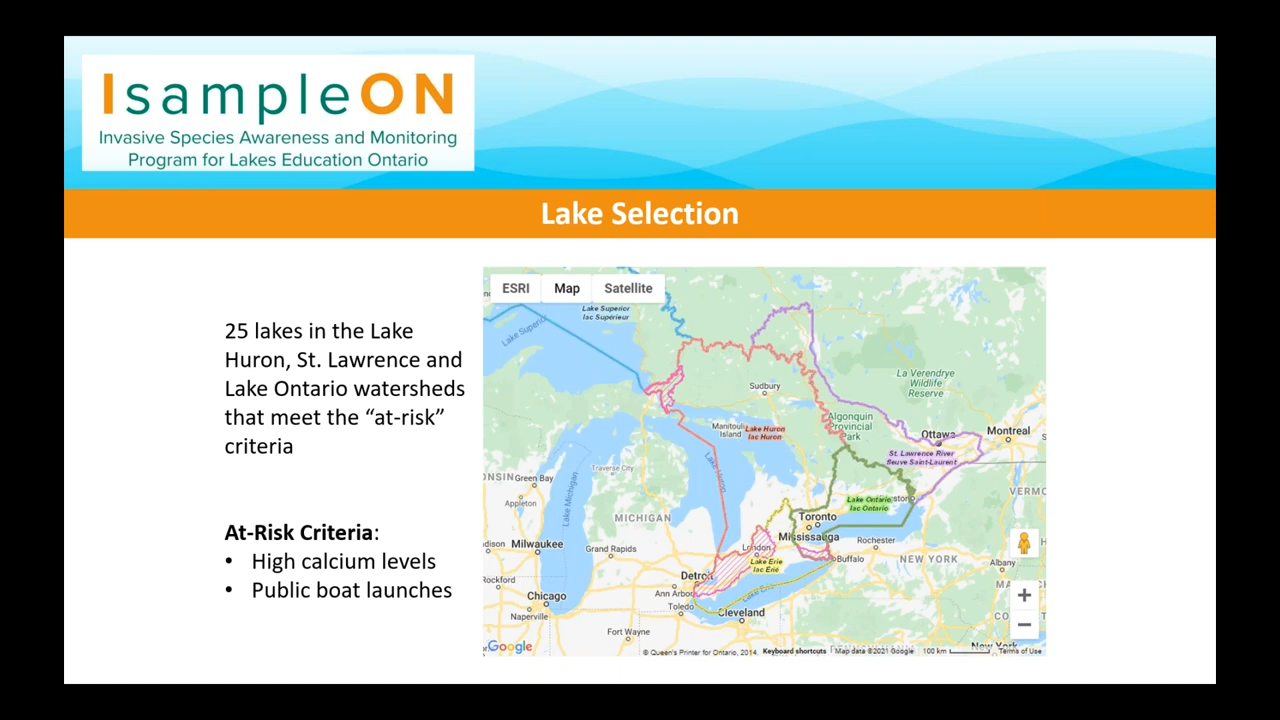 IsampleON
Invasive Species Awareness and Monitoring
Program for Lakes Education Ontario
Lake Selection
25 lakes in the Lake
Huron, St. Lawrence and
Lake Ontario watersheds
that meet the “at-risk”
criteria
At-Risk Criteria:
• High calcium levels
• Public boat launches
ESRI
Map
Satellite
Lake Superior
lac Supérieur
Lake Superior
Sudbury
La Verendrye
Wildlife
Reserve
Algonquin
Provincial
Park
Manitoulin
Island
Lake Huron
lac Huron
Ottawa
Montreal
St. Lawrence River
fleuve Saint-Laurent
Traverse City
Green Bay
Appleton
Lake Michigan
Lake Huron
Lake Ontario
lac Ontario
VERMO
Toronto
Mississauga
MICHIGAN
Milwaukee
Grand Rapids
London
Rochester
Buffalo
NEW YORK
Albany
Lake Erie
lac Érié
Rockford
Detroit
Ann Arbor
Chicago
Toledo
Lake Erie
Cleveland
Naperville
Fort Wayne
New York
Google
© Queen's Printer for Ontario, 2014.
Keyboard shortcuts
Map data ©2021 Google
100 km
Terms of Use